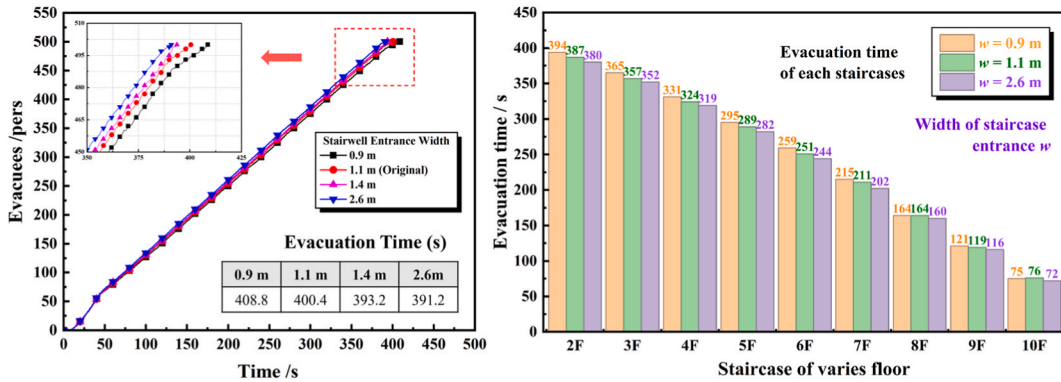 510
495
480
465
450
350
375
400
425
550
500
450
400
350
300
250
200
150
100
50
0
Evacuees /pers
Stairwell Entrance Width
0.9 m
1.1 m (Original)
1.4 m
2.6 m
Evacuation Time (s)
0.9 m 1.1 m 1.4 m 2.6m
408.8 400.4 393.2 391.2
0 50 100 150 200 250 300 350 400 450 500
Time /s
450
400
350
300
250
200
150
100
50
0
Evacuation time / s
Evacuation time
of each staircases
w = 0.9 m
w = 1.1 m
w = 2.6 m
Width of staircase
entrance w
394 387 380
365 357 352
331 324 319
295 289 282
259 251 244
215 211 202
164 164 160
121 119 116
75 76 72
2F 3F 4F 5F 6F 7F 8F 9F 10F
Staircase of varies floor